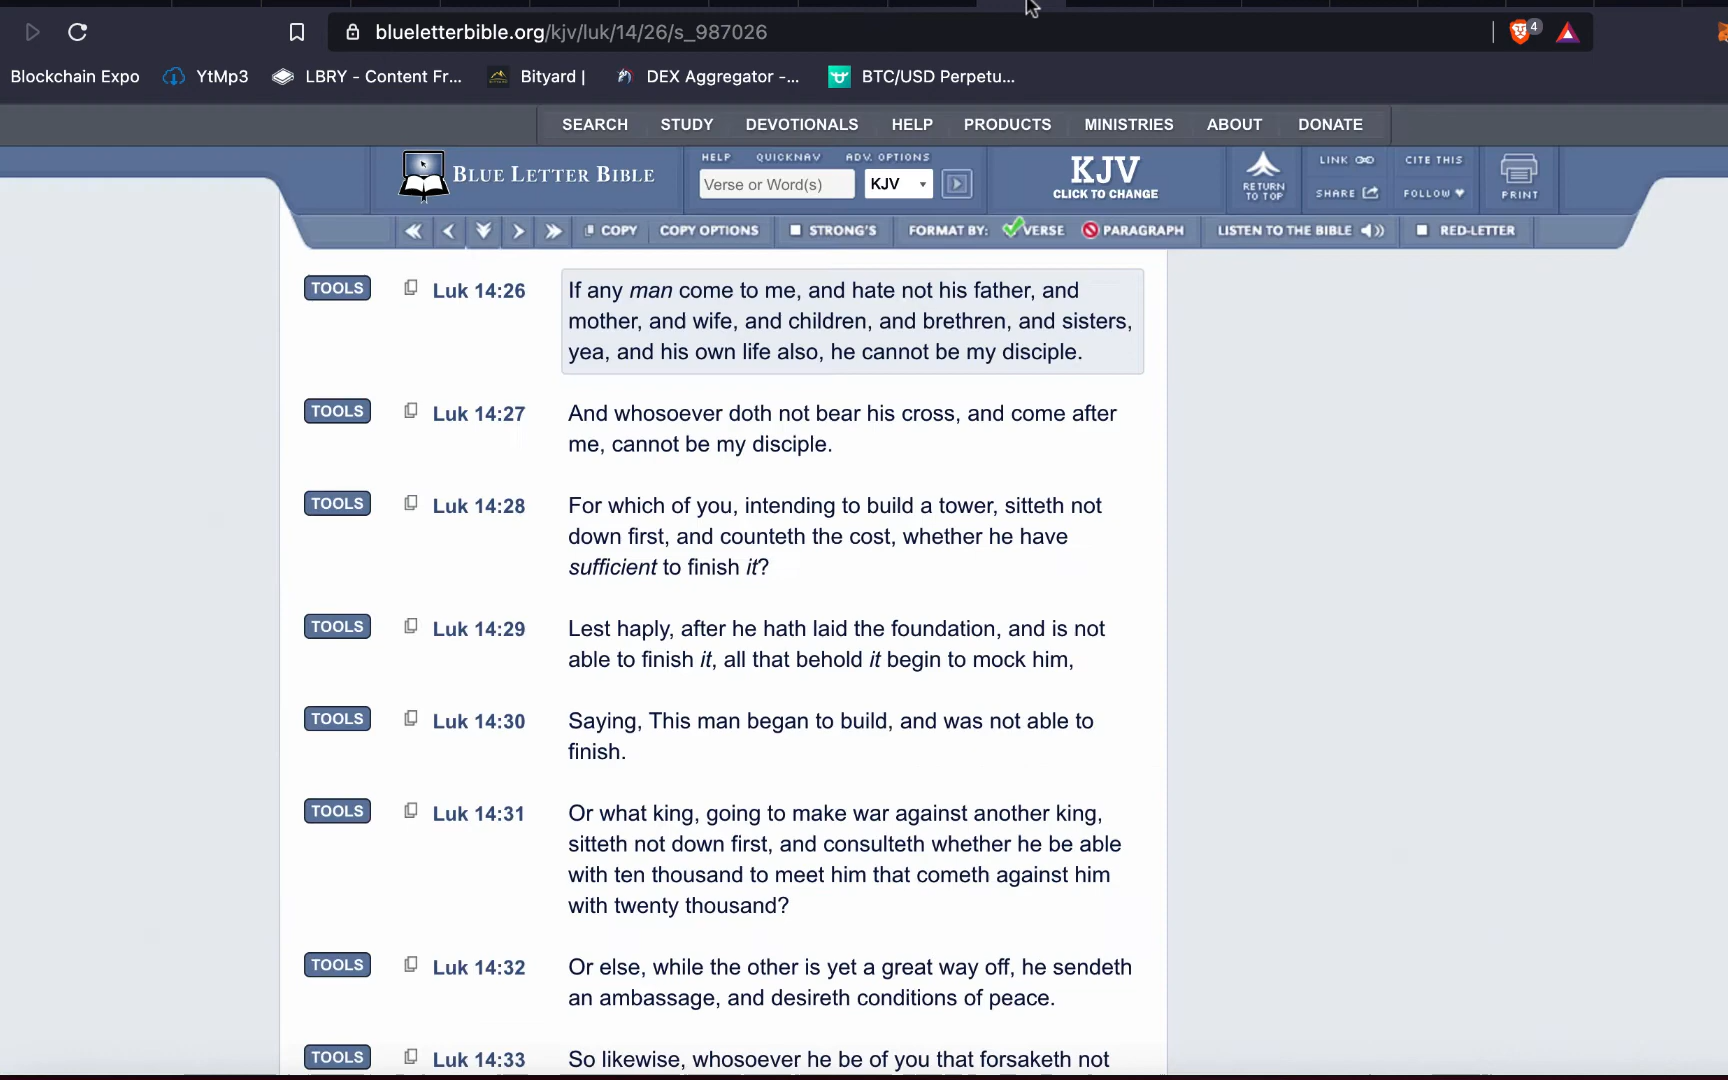 blueletterbible.org/kjv/luk/14/26/s_987026
4
Blockchain Expo YtMp3 LBRY - Content Fr... Bityard | DEX Aggregator -... BTC/USD Perpetu...
SEARCH STUDY DEVOTIONALS HELP PRODUCTS MINISTRIES ABOUT DONATE
BLUE LETTER BIBLE
HELP QUICKNAV ADV. OPTIONS
Verse or Word(s) KJV
KJV
CLICK TO CHANGE
RETURN
TO TOP
LINK CITE THIS
SHARE FOLLOW
PRINT
COPY COPY OPTIONS STRONG'S FORMAT BY: VERSE PARAGRAPH LISTEN TO THE BIBLE RED-LETTER
TOOLS Luk 14:26 If any man come to me, and hate not his father, and
mother, and wife, and children, and brethren, and sisters,
yea, and his own life also, he cannot be my disciple.
TOOLS Luk 14:27 And whosoever doth not bear his cross, and come after
me, cannot be my disciple.
TOOLS Luk 14:28 For which of you, intending to build a tower, sitteth not
down first, and counteth the cost, whether he have
sufficient to finish it?
TOOLS Luk 14:29 Lest haply, after he hath laid the foundation, and is not
able to finish it, all that behold it begin to mock him,
TOOLS Luk 14:30 Saying, This man began to build, and was not able to
finish.
TOOLS Luk 14:31 Or what king, going to make war against another king,
sitteth not down first, and consulteth whether he be able
with ten thousand to meet him that cometh against him
with twenty thousand?
TOOLS Luk 14:32 Or else, while the other is yet a great way off, he sendeth
an ambassage, and desireth conditions of peace.
TOOLS Luk 14:33 So likewise, whosoever he be of you that forsaketh not